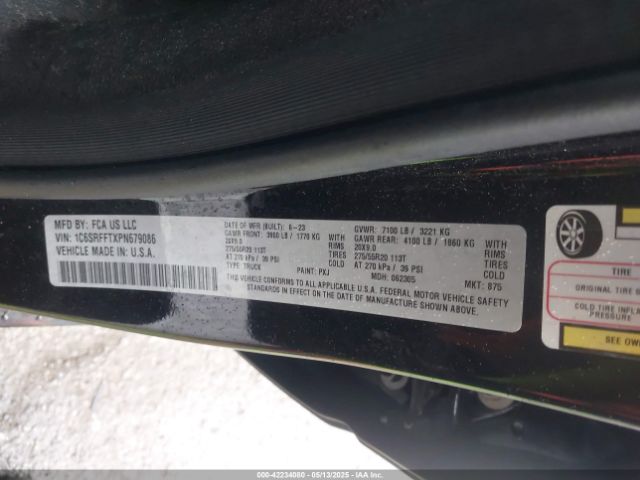 MFD BY: FCA US LLC
VIN: 1C6SRFFTXPN679086
VEHICLE MADE IN U.S.A.
DATE OF MFR (BUILT): 6-23
GAWR FRONT: 3900 LB / 1770 KG WITH
20X9.0 RIMS
275/55R20 113T TIRES
AT 270 kPa / 39 PSI COLD
TYPE: TRUCK
PAINT: PXJ
GVWR: 7100 LB / 3221 KG
GAWR REAR: 4100 LB / 1860 KG WITH
20X9.0 RIMS
275/55R20 113T TIRES
AT 270 kPa / 39 PSI COLD
MDH: 062305
MKT: 875
THIS VEHICLE CONFORMS TO ALL APPLICABLE U.S.A. FEDERAL MOTOR VEHICLE SAFETY
STANDARDS IN EFFECT ON THE DATE OF MANUFACTURE SHOWN ABOVE.
ORIGINAL TIRE
COLD TIRE
PRESSURE
SEE
000-42234080 - 05/13/2025 - COPYRIGHT IAA, LLC.